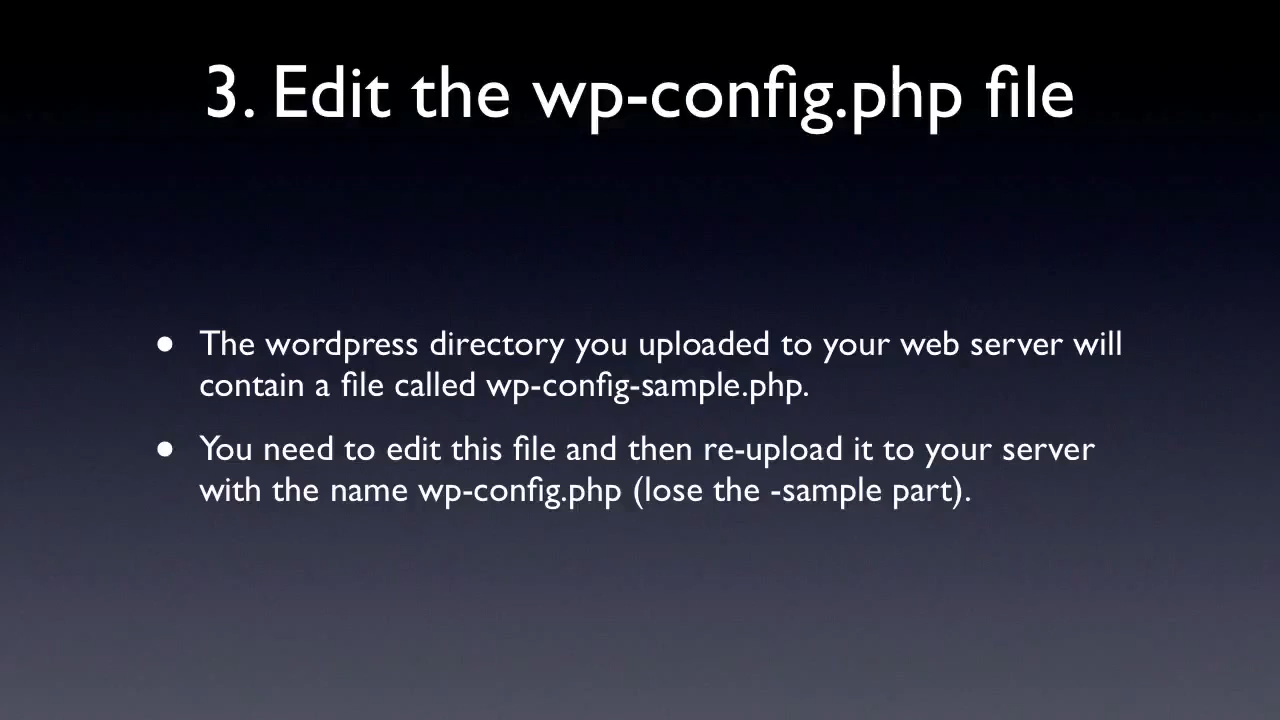 3. Edit the wp-config.php file
• The wordpress directory you uploaded to your web server will
contain a file called wp-config-sample.php.
• You need to edit this file and then re-upload it to your server
with the name wp-config.php (lose the -sample part).